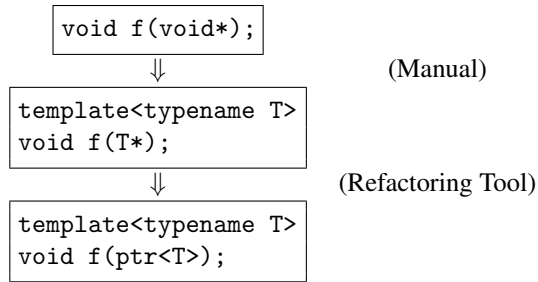 void f(void*);
⇓
(Manual)
template<typename T>
void f(T*);
⇓
(Refactoring Tool)
template<typename T>
void f(ptr<T>);